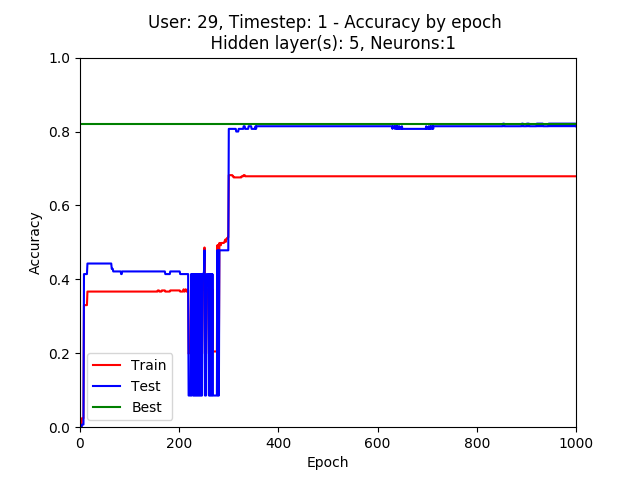 User: 29, Timestep: 1 - Accuracy by epoch
Hidden layer(s): 5, Neurons:1
1.0
0.8
0.6
0.4
0.2
0.0
Accuracy
Train
Test
Best
0 200 400 600 800 1000
Epoch